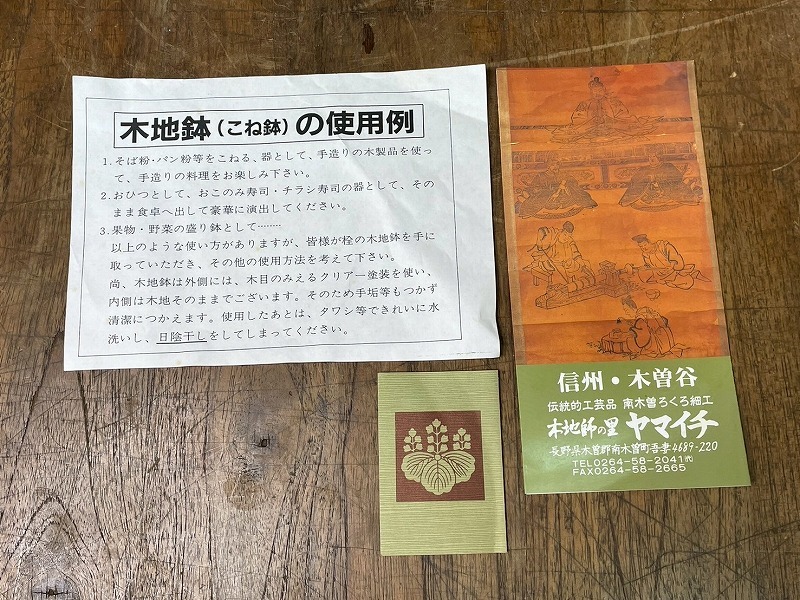 木地鉢(こね鉢)の使用例
1. そば粉・パン粉等をこねる、器として、手造りの木製品を使っ
て、手造りの料理をお楽しみ下さい。
2. おひつとして、おこのみ寿司・チラシ寿司の器として、その
まま食卓へ出して豪華に演出してください。
3. 果物・野菜の盛り鉢として………
以上のような使い方がありますが、皆様が栓の木地鉢を手に
取っていただき、その他の使用方法を考えて下さい。
尚、木地鉢は外側には、木目のみえるクリアー塗装を使い、
内側は木地そのままでございます。そのため手垢等もつかず
清潔につかえます。使用したあとは、タワシ等できれいに水
洗いし、日陰干しをしてしまってください。
信州・木曽谷
伝統的工芸品 南木曽ろくろ細工
木地師の里 ヤマイチ
長野県木曽郡南木曽町吾妻4689-220
TEL0264-58-2041㈹
FAX0264-58-2665